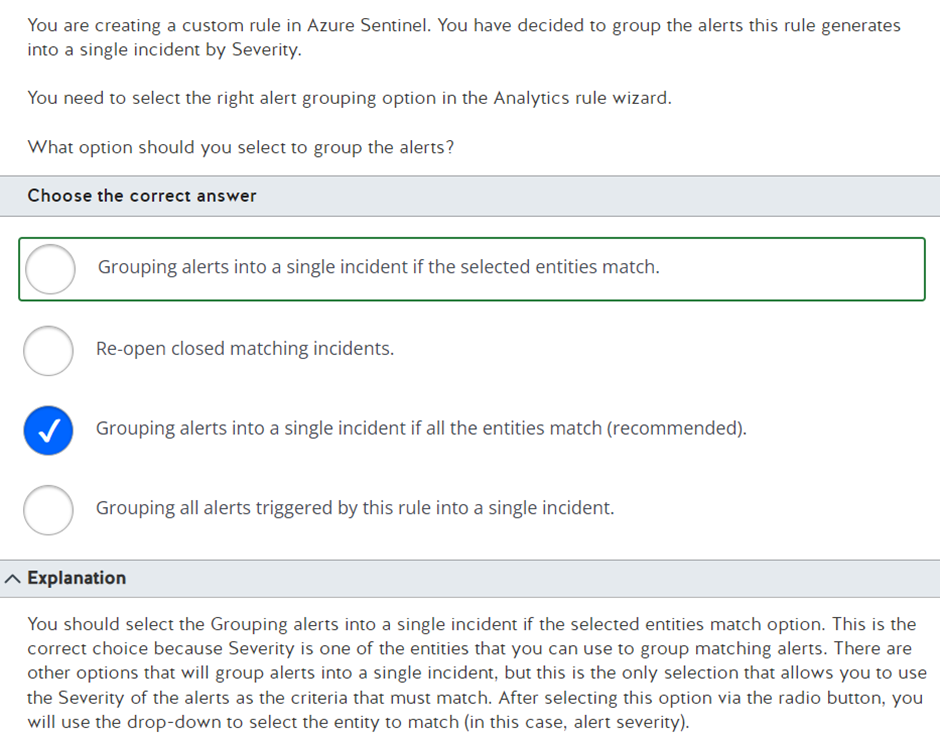 You are creating a custom rule in Azure Sentinel. You have decided to group the alerts this rule generates
into a single incident by Severity.
You need to select the right alert grouping option in the Analytics rule wizard.
What option should you select to group the alerts?
Choose the correct answer
Grouping alerts into a single incident if the selected entities match.
Re-open closed matching incidents.
Grouping alerts into a single incident if all the entities match (recommended).
Grouping all alerts triggered by this rule into a single incident.
Explanation
You should select the Grouping alerts into a single incident if the selected entities match option. This is the
correct choice because Severity is one of the entities that you can use to group matching alerts. There are
other options that will group alerts into a single incident, but this is the only selection that allows you to use
the Severity of the alerts as the criteria that must match. After selecting this option via the radio button, you
will use the drop-down to select the entity to match (in this case, alert severity).